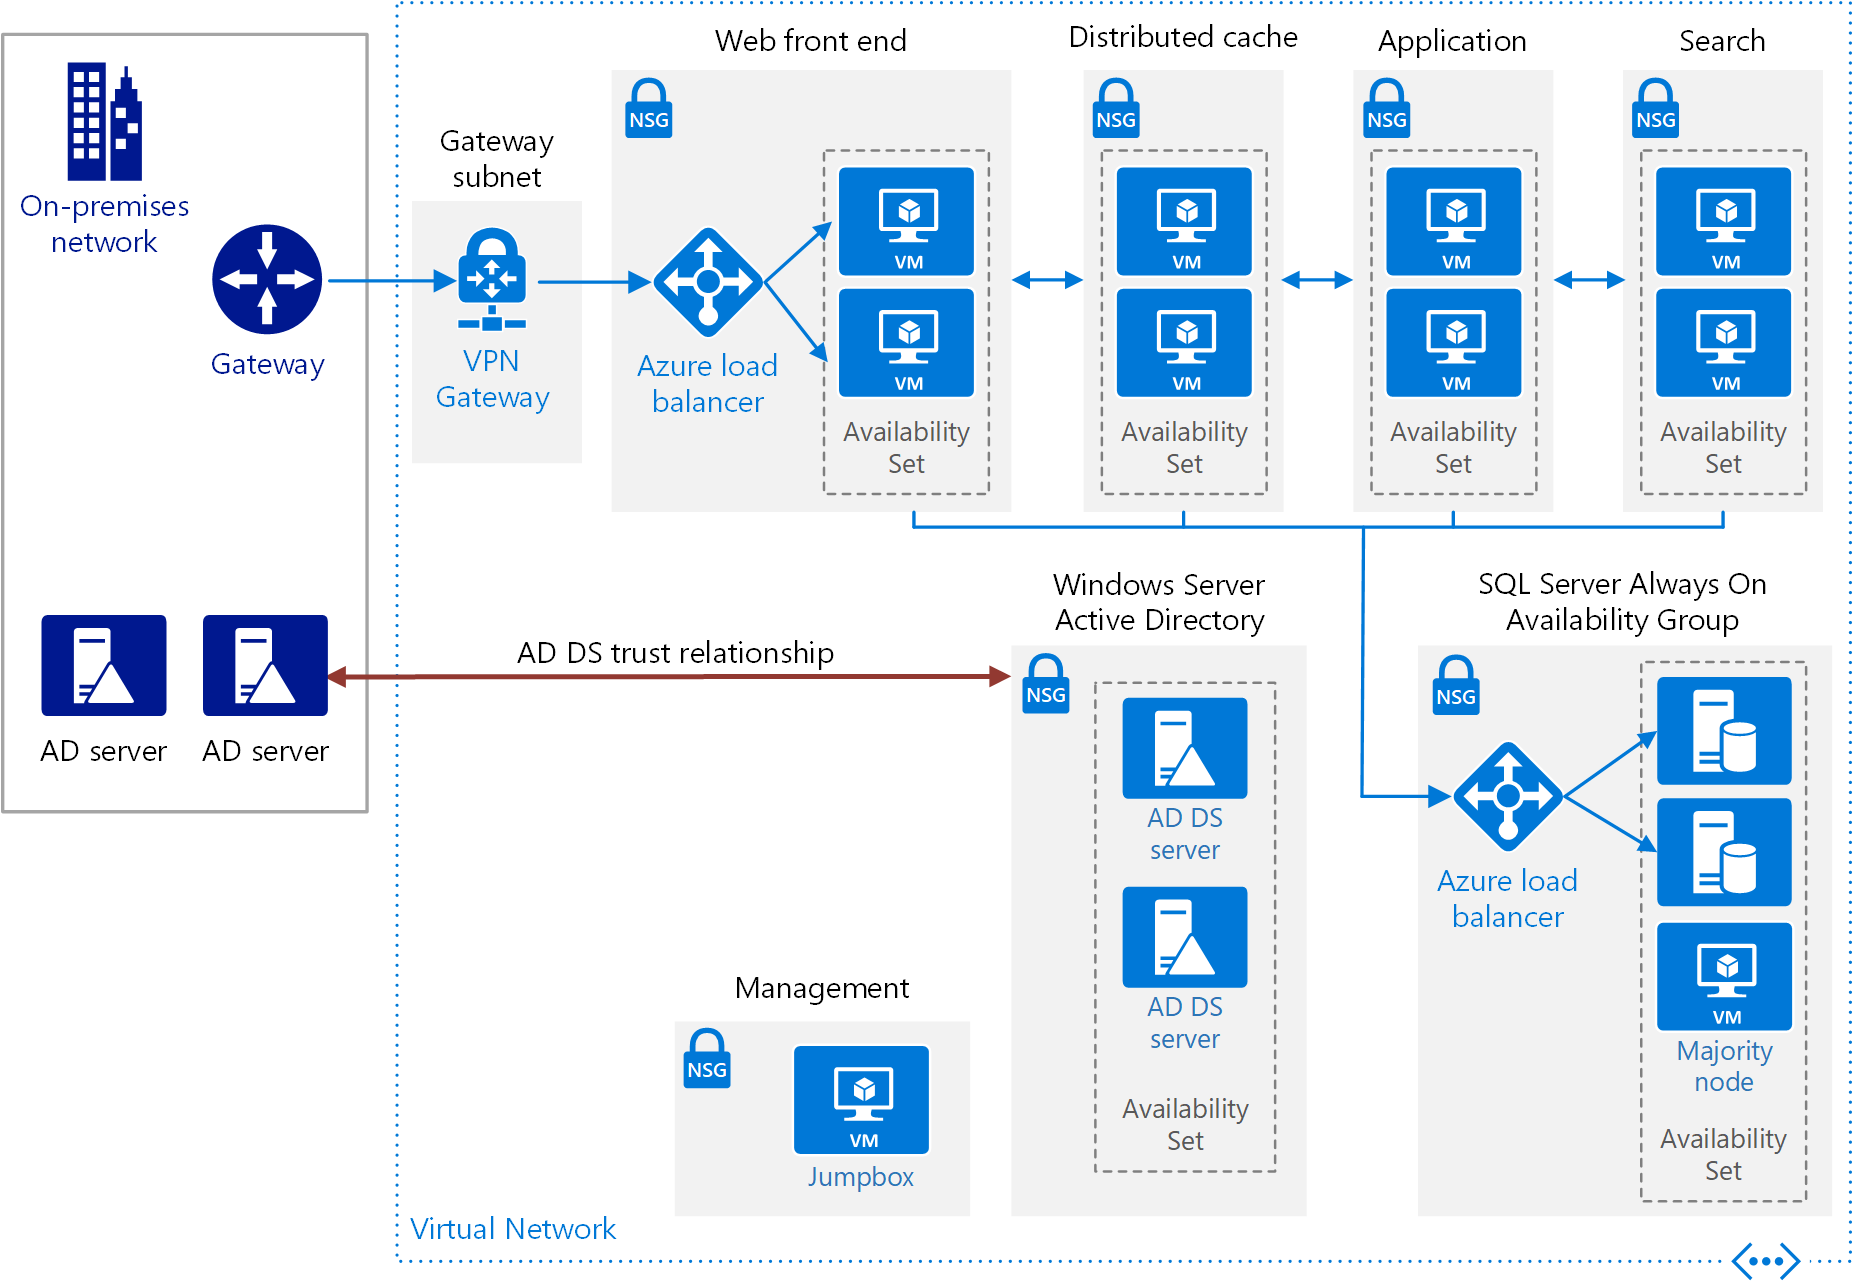 On-premises
network
Gateway
AD server
AD server
Gateway
subnet
VPN
Gateway
Web front end
NSG
Azure load
balancer
VM
VM
Availability
Set
Distributed cache
NSG
VM
VM
Availability
Set
Application
NSG
VM
VM
Availability
Set
Search
NSG
VM
VM
Availability
Set
AD DS trust relationship
Windows Server
Active Directory
NSG
AD DS
server
AD DS
server
Availability
Set
SQL Server Always On
Availability Group
NSG
Azure load
balancer
VM
Majority
node
Availability
Set
Management
NSG
VM
Jumpbox
Virtual Network